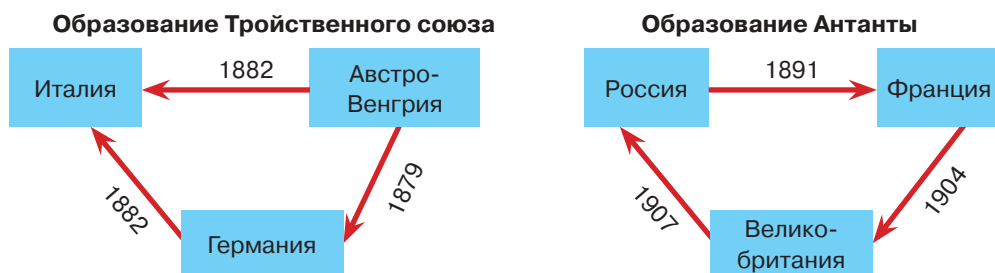 Образование Тройственного союза
Италия
1882
Австро-
Венгрия
1882
1879
Германия
Образование Антанты
Россия
1891
Франция
1907
1904
Велико-
британия